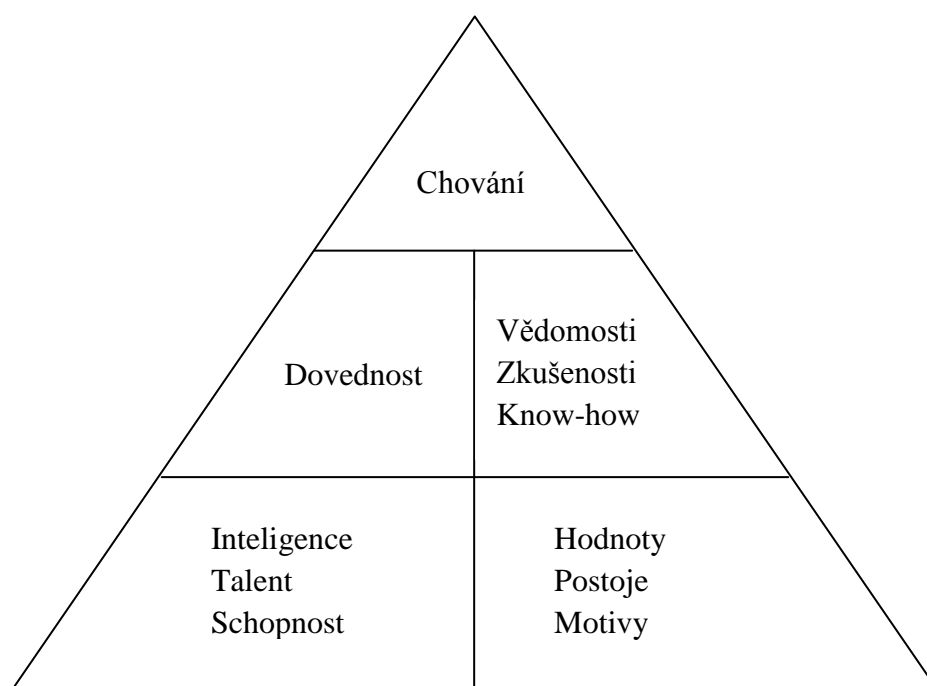 Chování
Dovednost
Vědomosti
Zkušenosti
Know-how
Inteligence
Talent
Schopnost
Hodnoty
Postoje
Motivy